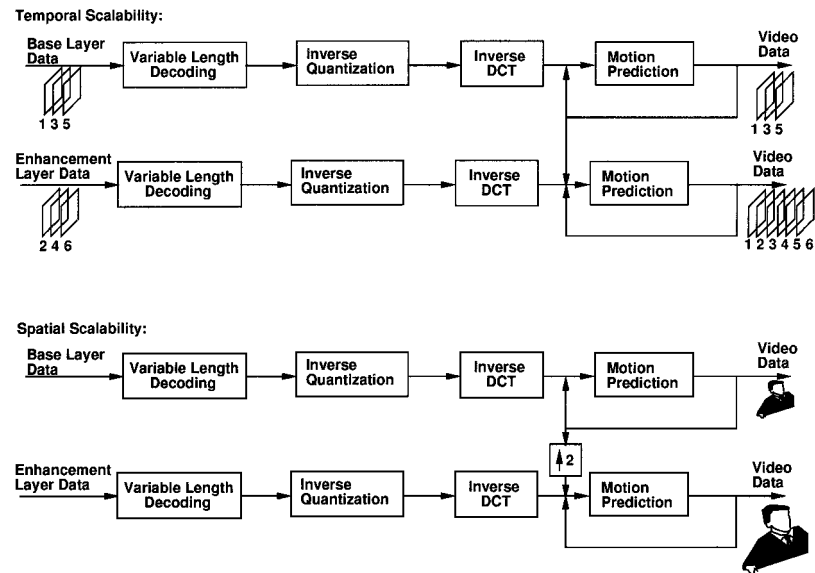 Temporal Scalability:
Base Layer
Data
Variable Length
Decoding
Inverse
Quantization
Inverse
DCT
Motion
Prediction
Video
Data
1 3 5
1 3 5
Enhancement
Layer Data
Variable Length
Decoding
Inverse
Quantization
Inverse
DCT
Motion
Prediction
Video
Data
2 4 6
1 2 3 4 5 6
Spatial Scalability:
Base Layer
Data
Variable Length
Decoding
Inverse
Quantization
Inverse
DCT
Motion
Prediction
Video
Data
2
Enhancement
Layer Data
Variable Length
Decoding
Inverse
Quantization
Inverse
DCT
Motion
Prediction
Video
Data